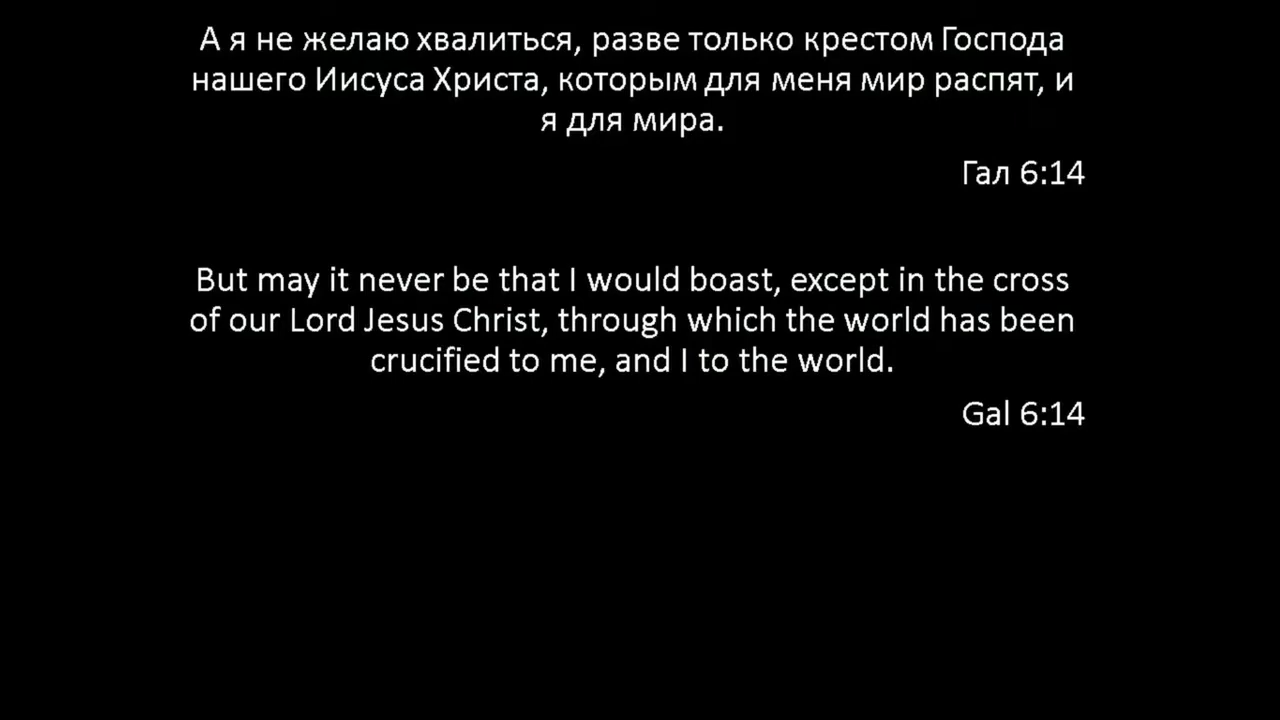 А я не желаю хвалиться, разве только крестом Господа
нашего Иисуса Христа, которым для меня мир распят, и
я для мира.
Гал 6:14
But may it never be that I would boast, except in the cross
of our Lord Jesus Christ, through which the world has been
crucified to me, and I to the world.
Gal 6:14